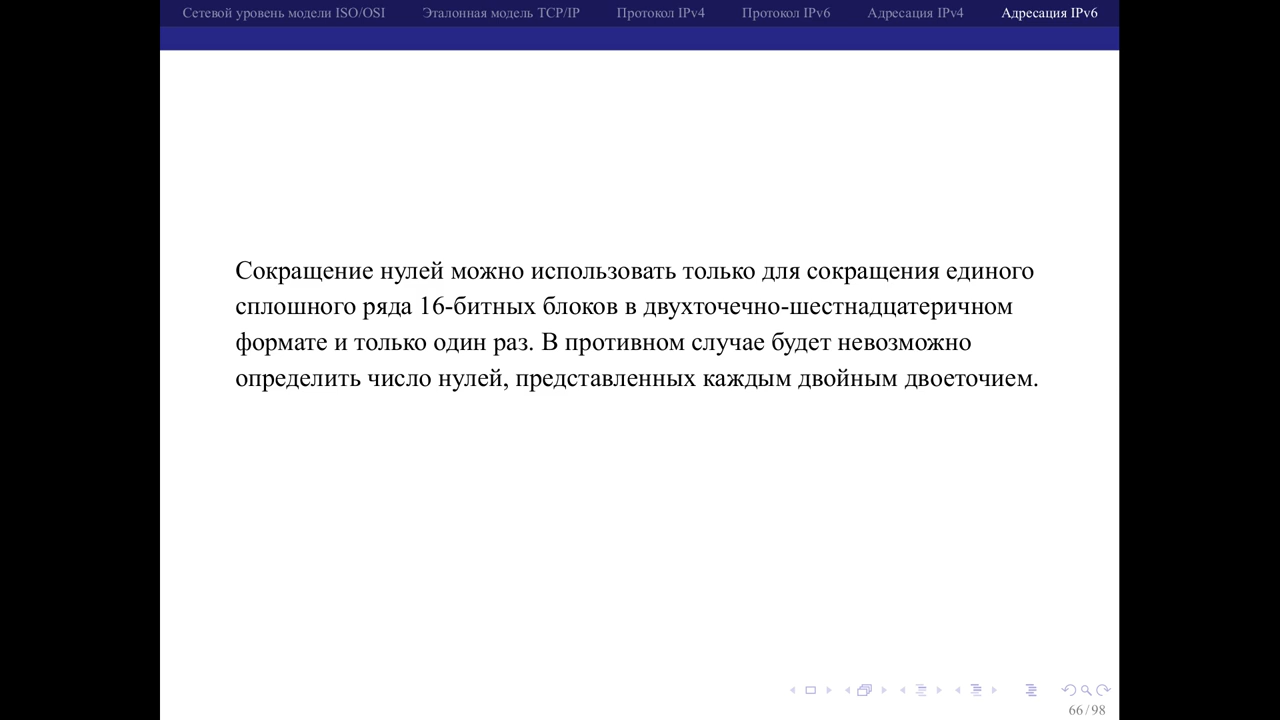 Сетевой уровень модели ISO/OSI Эталонная модель TCP/IP Протокол IPv4 Протокол IPv6 Адресация IPv4 Адресация IPv6
Сокращение нулей можно использовать только для сокращения единого
сплошного ряда 16-битных блоков в двухточечно-шестнадцатеричном
формате и только один раз. В противном случае будет невозможно
определить число нулей, представленных каждым двойным двоеточием.
66 / 98